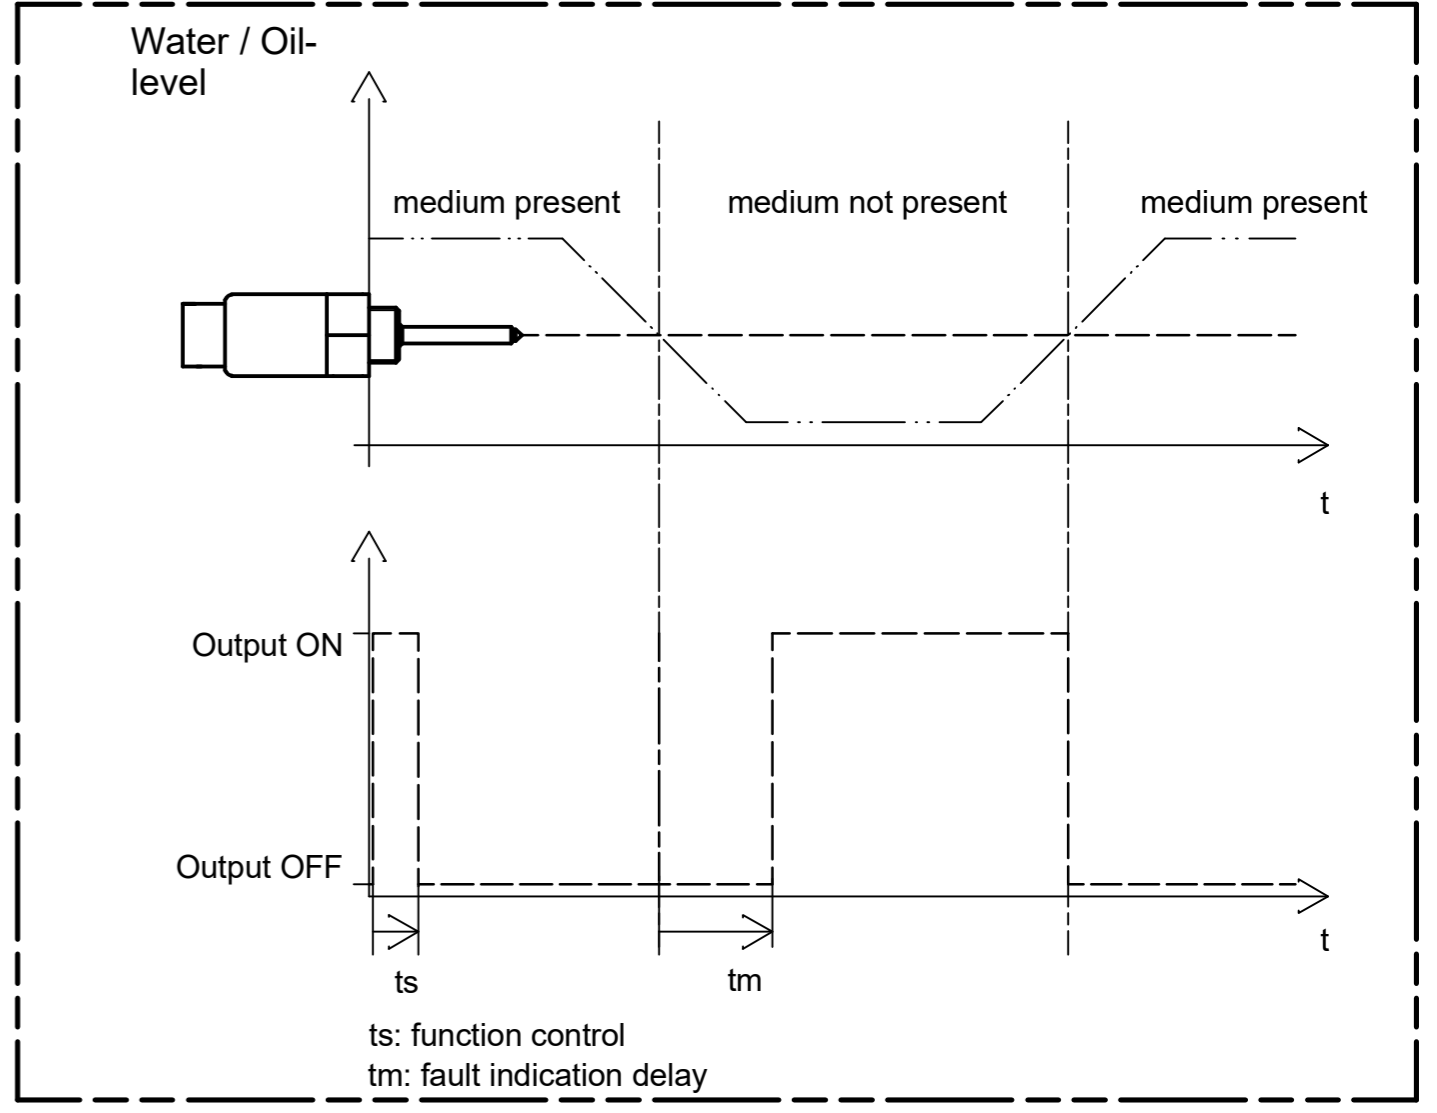 Water / Oil-
level
medium present
medium not present
medium present
t
Output ON
Output OFF
t
ts
tm
ts: function control
tm: fault indication delay